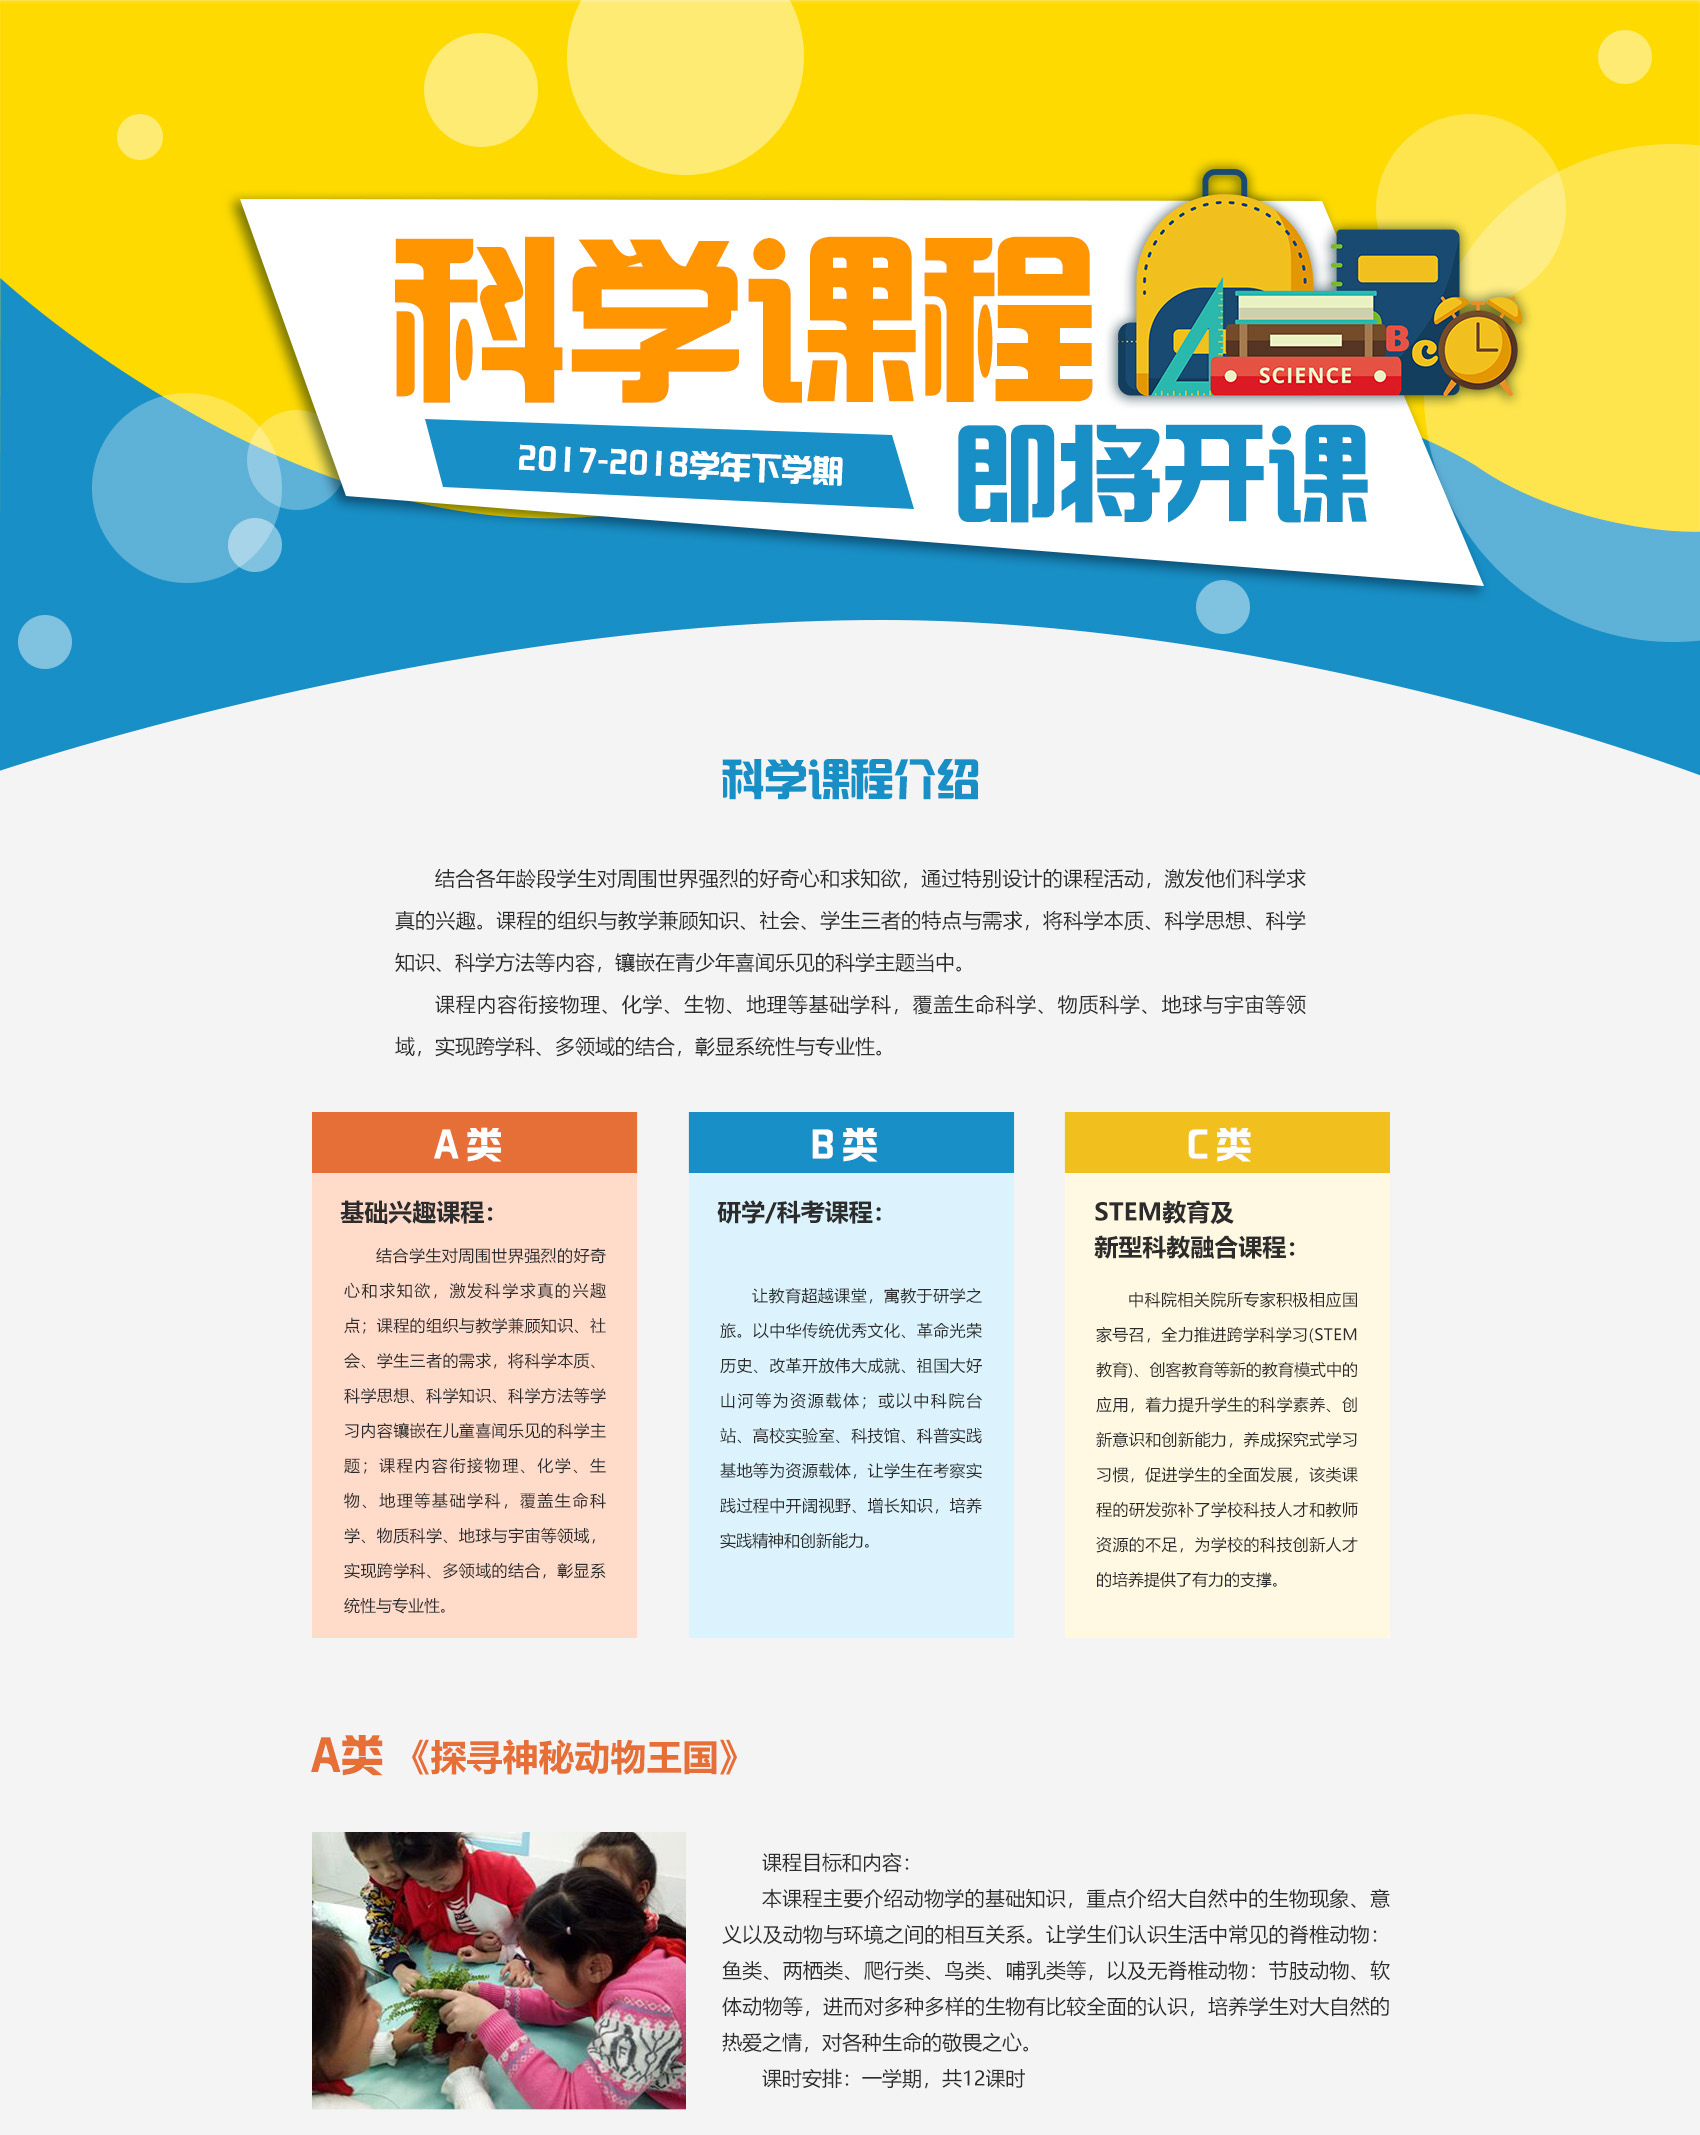 科学课程
SCIENCE
B
C
2017-2018学年下学期
即将开课
科学课程介绍
结合各年龄段学生对周围世界强烈的好奇心和求知欲，通过特别设计的课程活动，激发他们科学求
真的兴趣。课程的组织与教学兼顾知识、社会、学生三者的特点与需求，将科学本质、科学思想、科学
知识、科学方法等内容，镶嵌在青少年喜闻乐见的科学主题当中。
课程内容衔接物理、化学、生物、地理等基础学科，覆盖生命科学、物质科学、地球与宇宙等领
域，实现跨学科、多领域的结合，彰显系统性与专业性。
A 类
基础兴趣课程：
结合学生对周围世界强烈的好奇
心和求知欲，激发科学求真的兴趣
点；课程的组织与教学兼顾知识、社
会、学生三者的需求，将科学本质、
科学思想、科学知识、科学方法等学
习内容镶嵌在儿童喜闻乐见的科学主
题；课程内容衔接物理、化学、生
物、地理等基础学科，覆盖生命科
学、物质科学、地球与宇宙等领域，
实现跨学科、多领域的结合，彰显系
统性与专业性。
B 类
研学/科考课程：
让教育超越课堂，寓教于研学之
旅。以中华传统优秀文化、革命光荣
历史、改革开放伟大成就、祖国大好
山河等为资源载体；或以中科院台
站、高校实验室、科技馆、科普实践
基地等为资源载体，让学生在考察实
践过程中开阔视野、增长知识，培养
实践精神和创新能力。
C 类
STEM教育及
新型科教融合课程：
中科院相关院所专家积极相应国
家号召，全力推进跨学科学习(STEM
教育)、创客教育等新的教育模式中的
应用，着力提升学生的科学素养、创
新意识和创新能力，养成探究式学习
习惯，促进学生的全面发展，该类课
程的研发弥补了学校科技人才和教师
资源的不足，为学校的科技创新人才
的培养提供了有力的支撑。
A类 《探寻神秘动物王国》
课程目标和内容：
本课程主要介绍动物学的基础知识，重点介绍大自然中的生物现象、意
义以及动物与环境之间的相互关系。让学生们认识生活中常见的脊椎动物：
鱼类、两栖类、爬行类、鸟类、哺乳类等，以及无脊椎动物：节肢动物、软
体动物等，进而对多种多样的生物有比较全面的认识，培养学生对大自然的
热爱之情，对各种生命的敬畏之心。
课时安排：一学期，共12课时